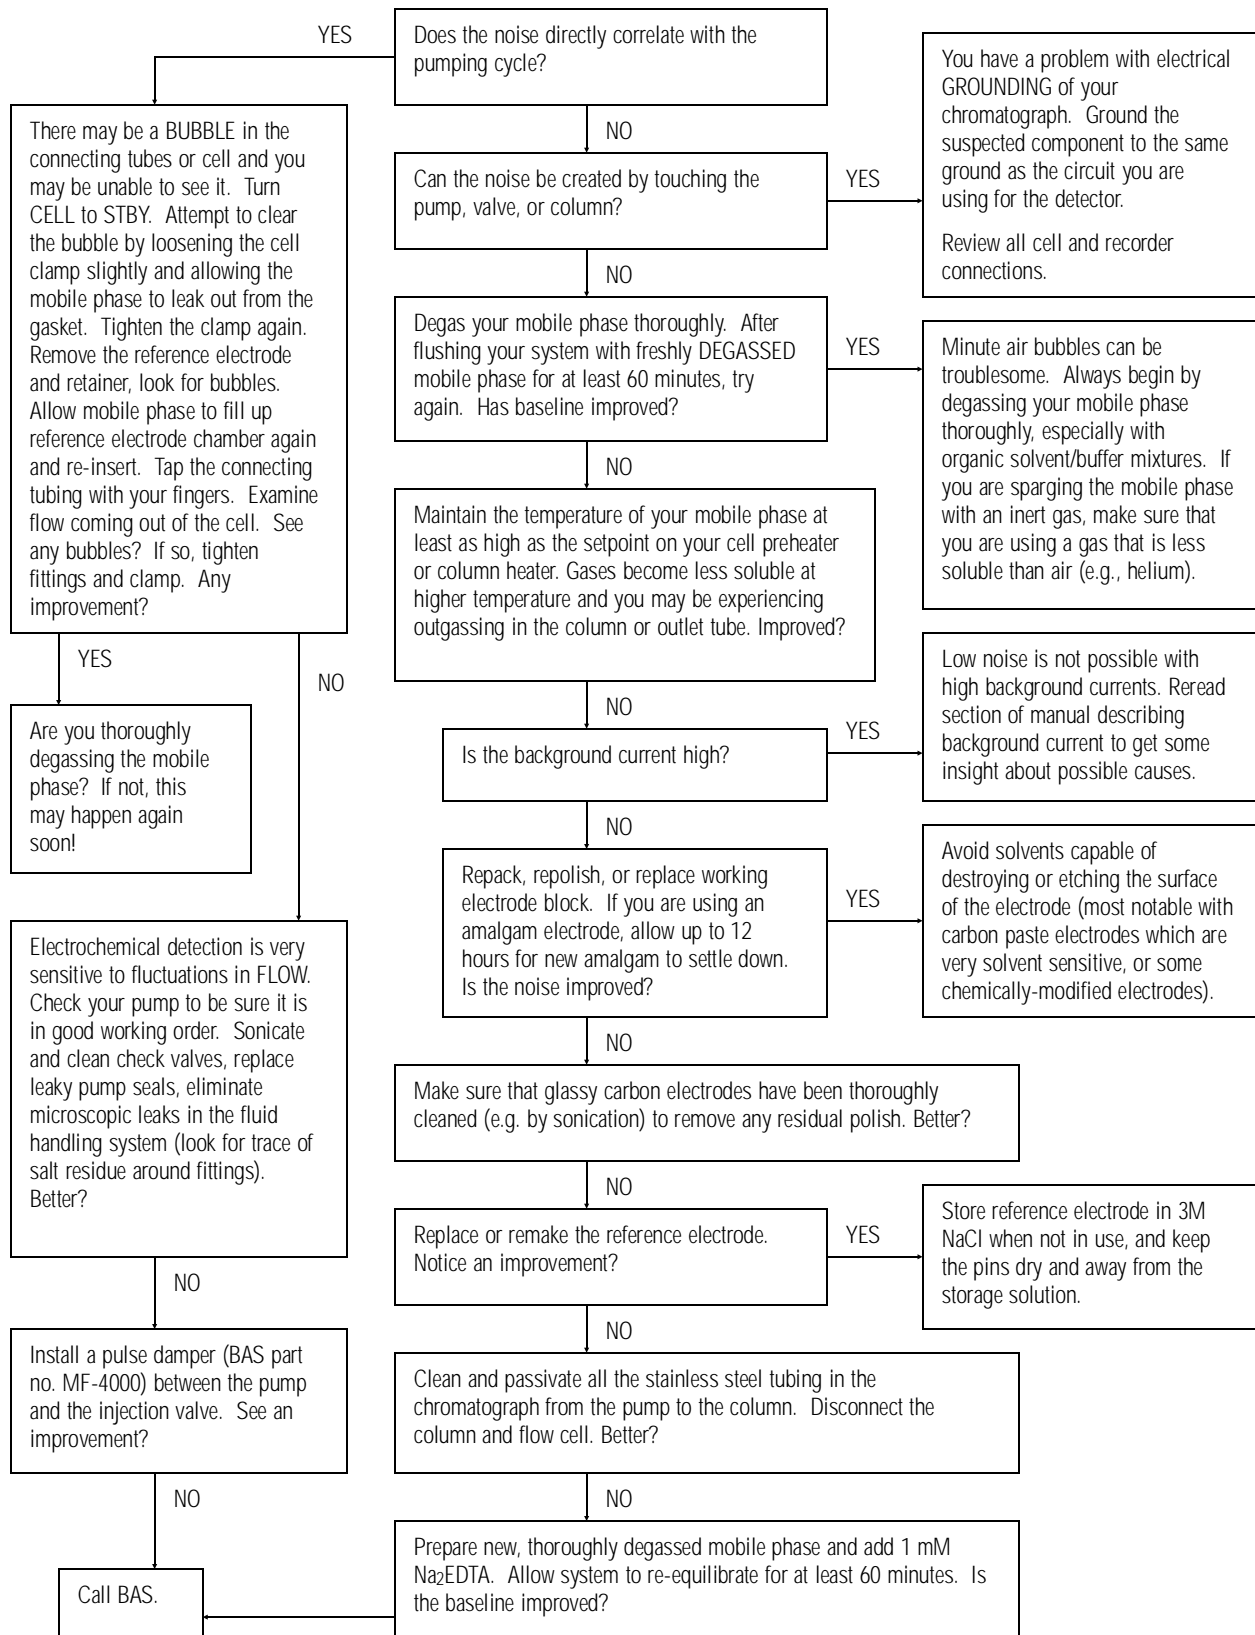 YES
Does the noise directly correlate with the
pumping cycle?
NO
There may be a BUBBLE in the
connecting tubes or cell and you
may be unable to see it. Turn
CELL to STBY. Attempt to clear
the bubble by loosening the cell
clamp slightly and allowing the
mobile phase to leak out from the
gasket. Tighten the clamp again.
Remove the reference electrode
and retainer, look for bubbles.
Allow mobile phase to fill up
reference electrode chamber again
and re-insert. Tap the connecting
tubing with your fingers. Examine
flow coming out of the cell. See
any bubbles? If so, tighten
fittings and clamp. Any
improvement?
YES
NO
Are you thoroughly
degassing the mobile
phase? If not, this
may happen again
soon!
Electrochemical detection is very
sensitive to fluctuations in FLOW.
Check your pump to be sure it is
in good working order. Sonicate
and clean check valves, replace
leaky pump seals, eliminate
microscopic leaks in the fluid
handling system (look for trace of
salt residue around fittings).
Better?
NO
Install a pulse damper (BAS part
no. MF-4000) between the pump
and the injection valve. See an
improvement?
NO
Call BAS.
Can the noise be created by touching the
pump, valve, or column?
YES
You have a problem with electrical
GROUNDING of your
chromatograph. Ground the
suspected component to the same
ground as the circuit you are
using for the detector.
Review all cell and recorder
connections.
NO
Degas your mobile phase thoroughly. After
flushing your system with freshly DEGASSED
mobile phase for at least 60 minutes, try
again. Has baseline improved?
YES
Minute air bubbles can be
troublesome. Always begin by
degassing your mobile phase
thoroughly, especially with
organic solvent/buffer mixtures. If
you are sparging the mobile phase
with an inert gas, make sure that
you are using a gas that is less
soluble than air (e.g., helium).
NO
Maintain the temperature of your mobile phase at
least as high as the setpoint on your cell preheater
or column heater. Gases become less soluble at
higher temperature and you may be experiencing
outgassing in the column or outlet tube. Improved?
NO
Is the background current high?
YES
Low noise is not possible with
high background currents. Reread
section of manual describing
background current to get some
insight about possible causes.
NO
Repack, repolish, or replace working
electrode block. If you are using an
amalgam electrode, allow up to 12
hours for new amalgam to settle down.
Is the noise improved?
YES
Avoid solvents capable of
destroying or etching the surface
of the electrode (most notable with
carbon paste electrodes which are
very solvent sensitive, or some
chemically-modified electrodes).
NO
Make sure that glassy carbon electrodes have been thoroughly
cleaned (e.g. by sonication) to remove any residual polish. Better?
NO
Replace or remake the reference electrode.
Notice an improvement?
YES
Store reference electrode in 3M
NaCl when not in use, and keep
the pins dry and away from the
storage solution.
NO
Clean and passivate all the stainless steel tubing in the
chromatograph from the pump to the column. Disconnect the
column and flow cell. Better?
NO
Prepare new, thoroughly degassed mobile phase and add 1 mM
Na₂EDTA. Allow system to re-equilibrate for at least 60 minutes. Is
the baseline improved?